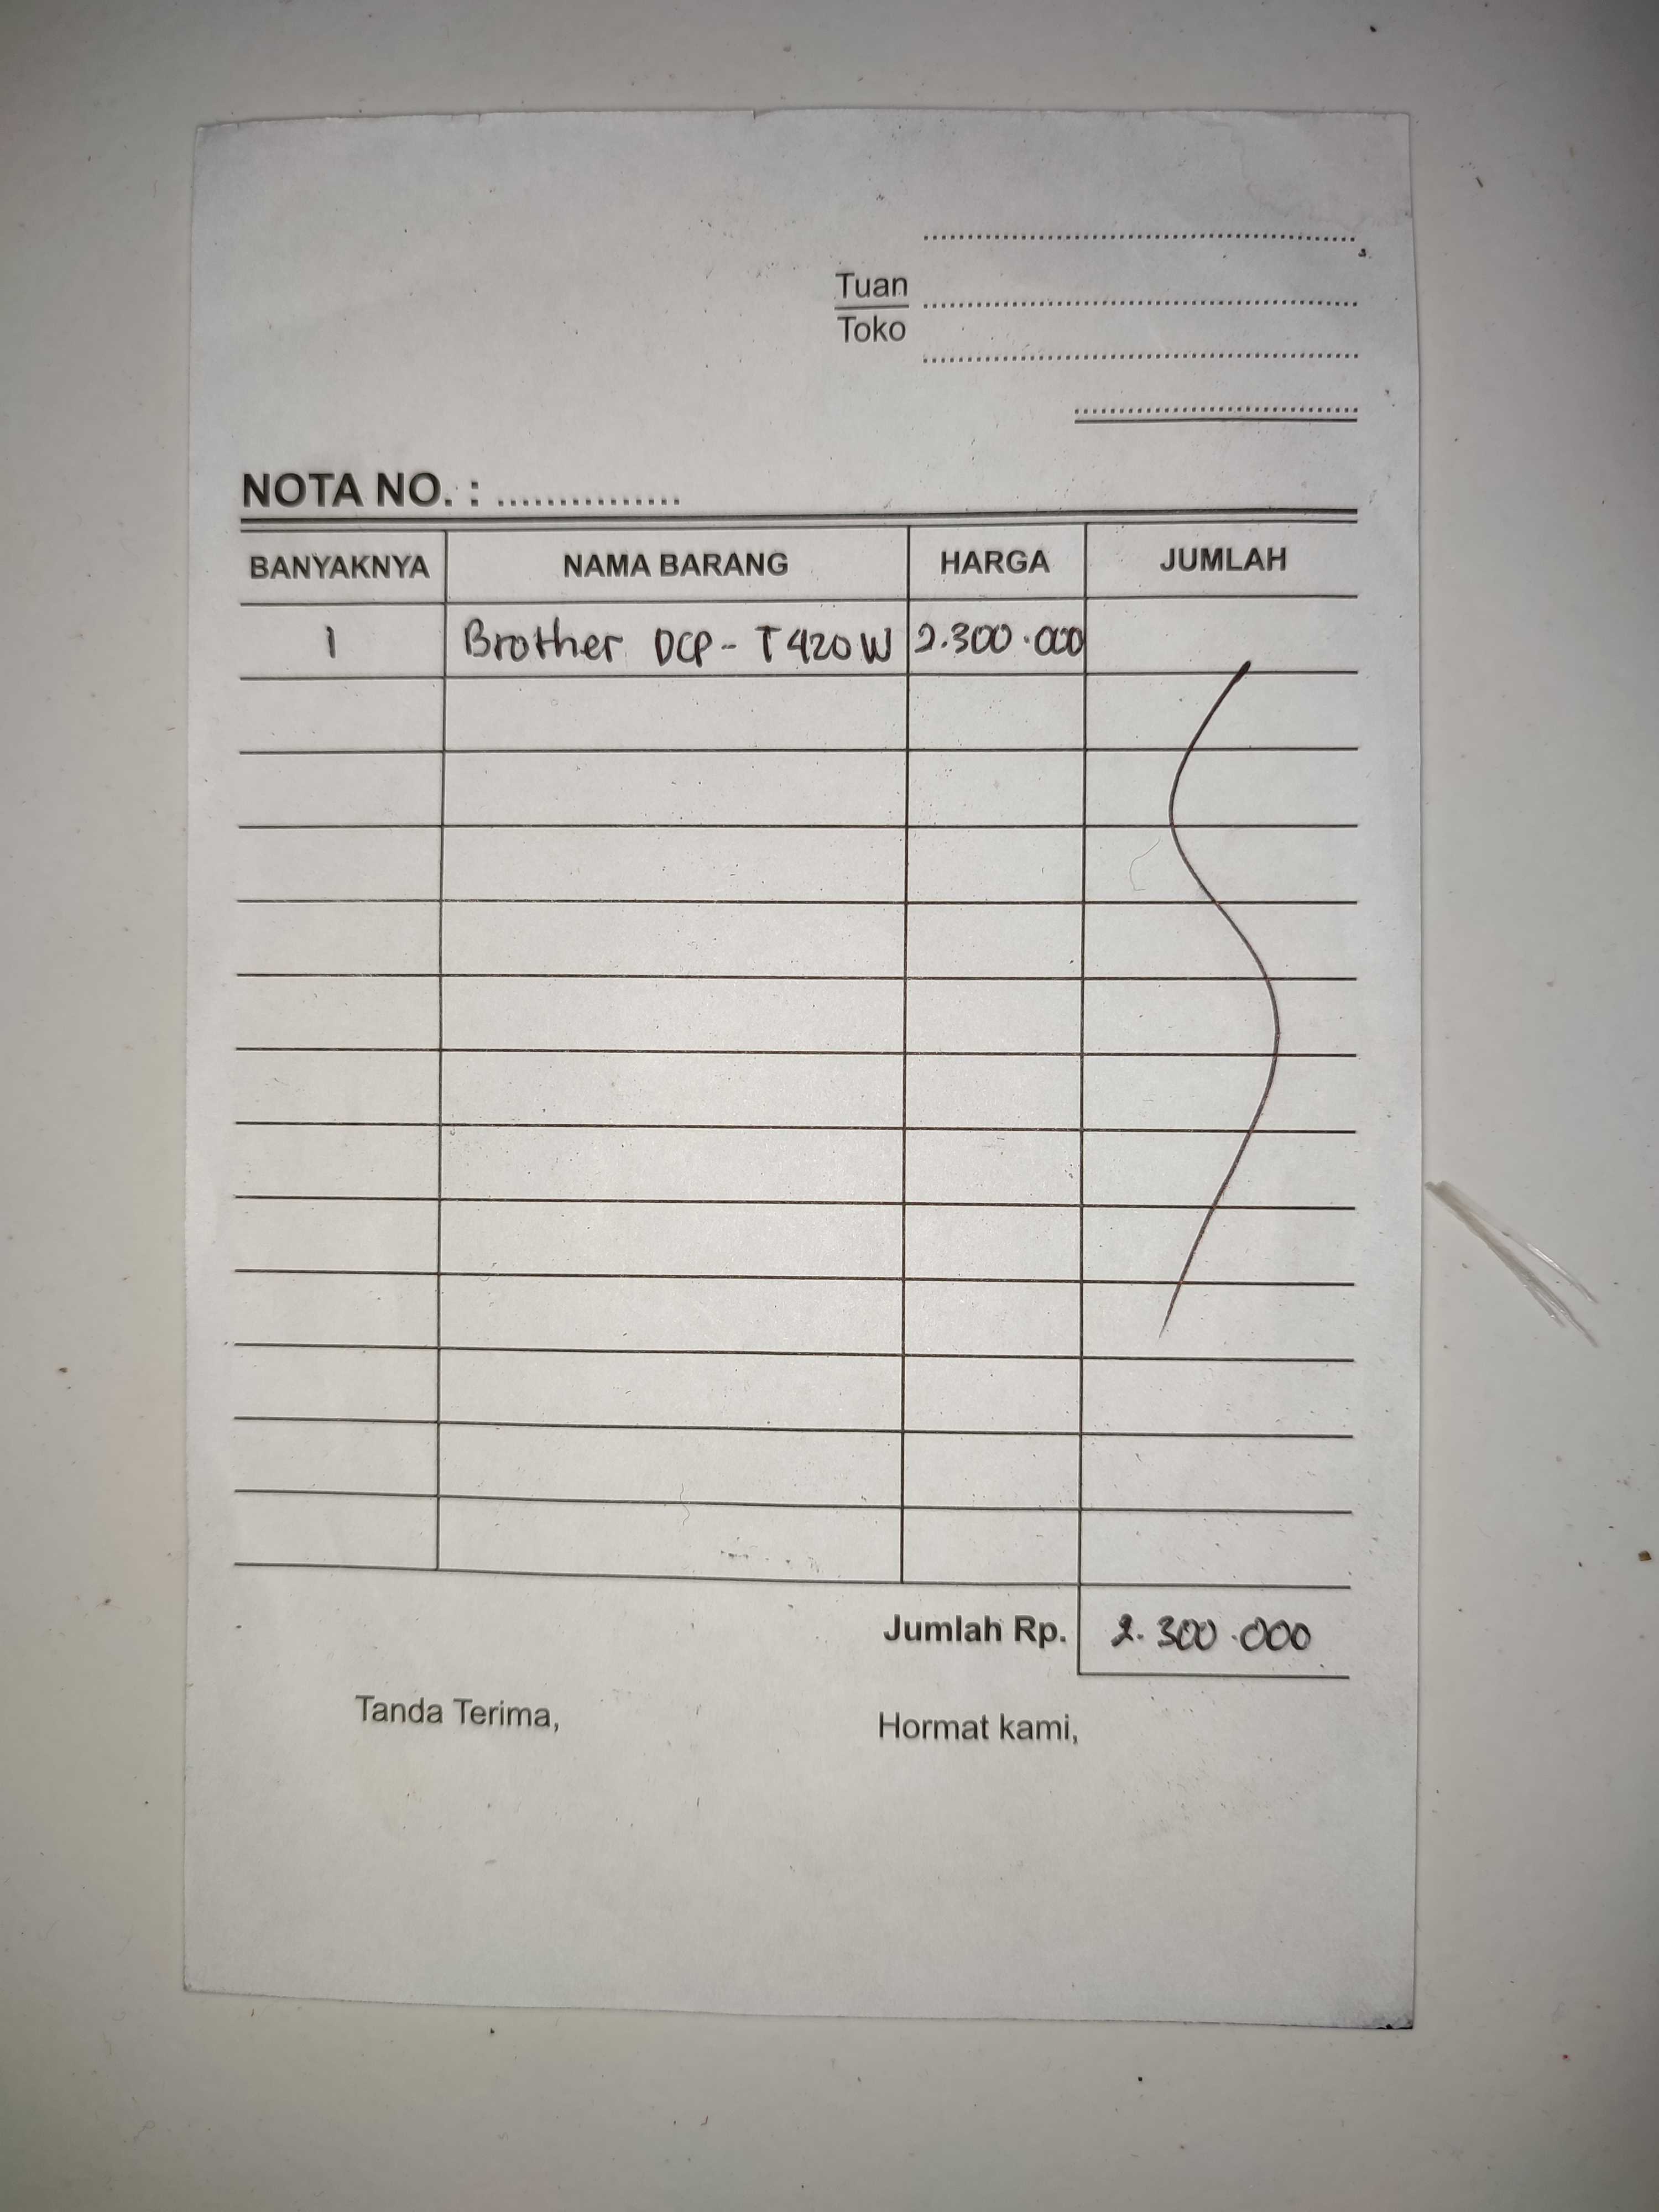 Tuan
Toko
NOTA NO. : ...............
BANYAKNYA NAMA BARANG HARGA JUMLAH
1 Brother DCP - T420W 2.300.000
Jumlah Rp. 2.300.000
Tanda Terima, Hormat kami,